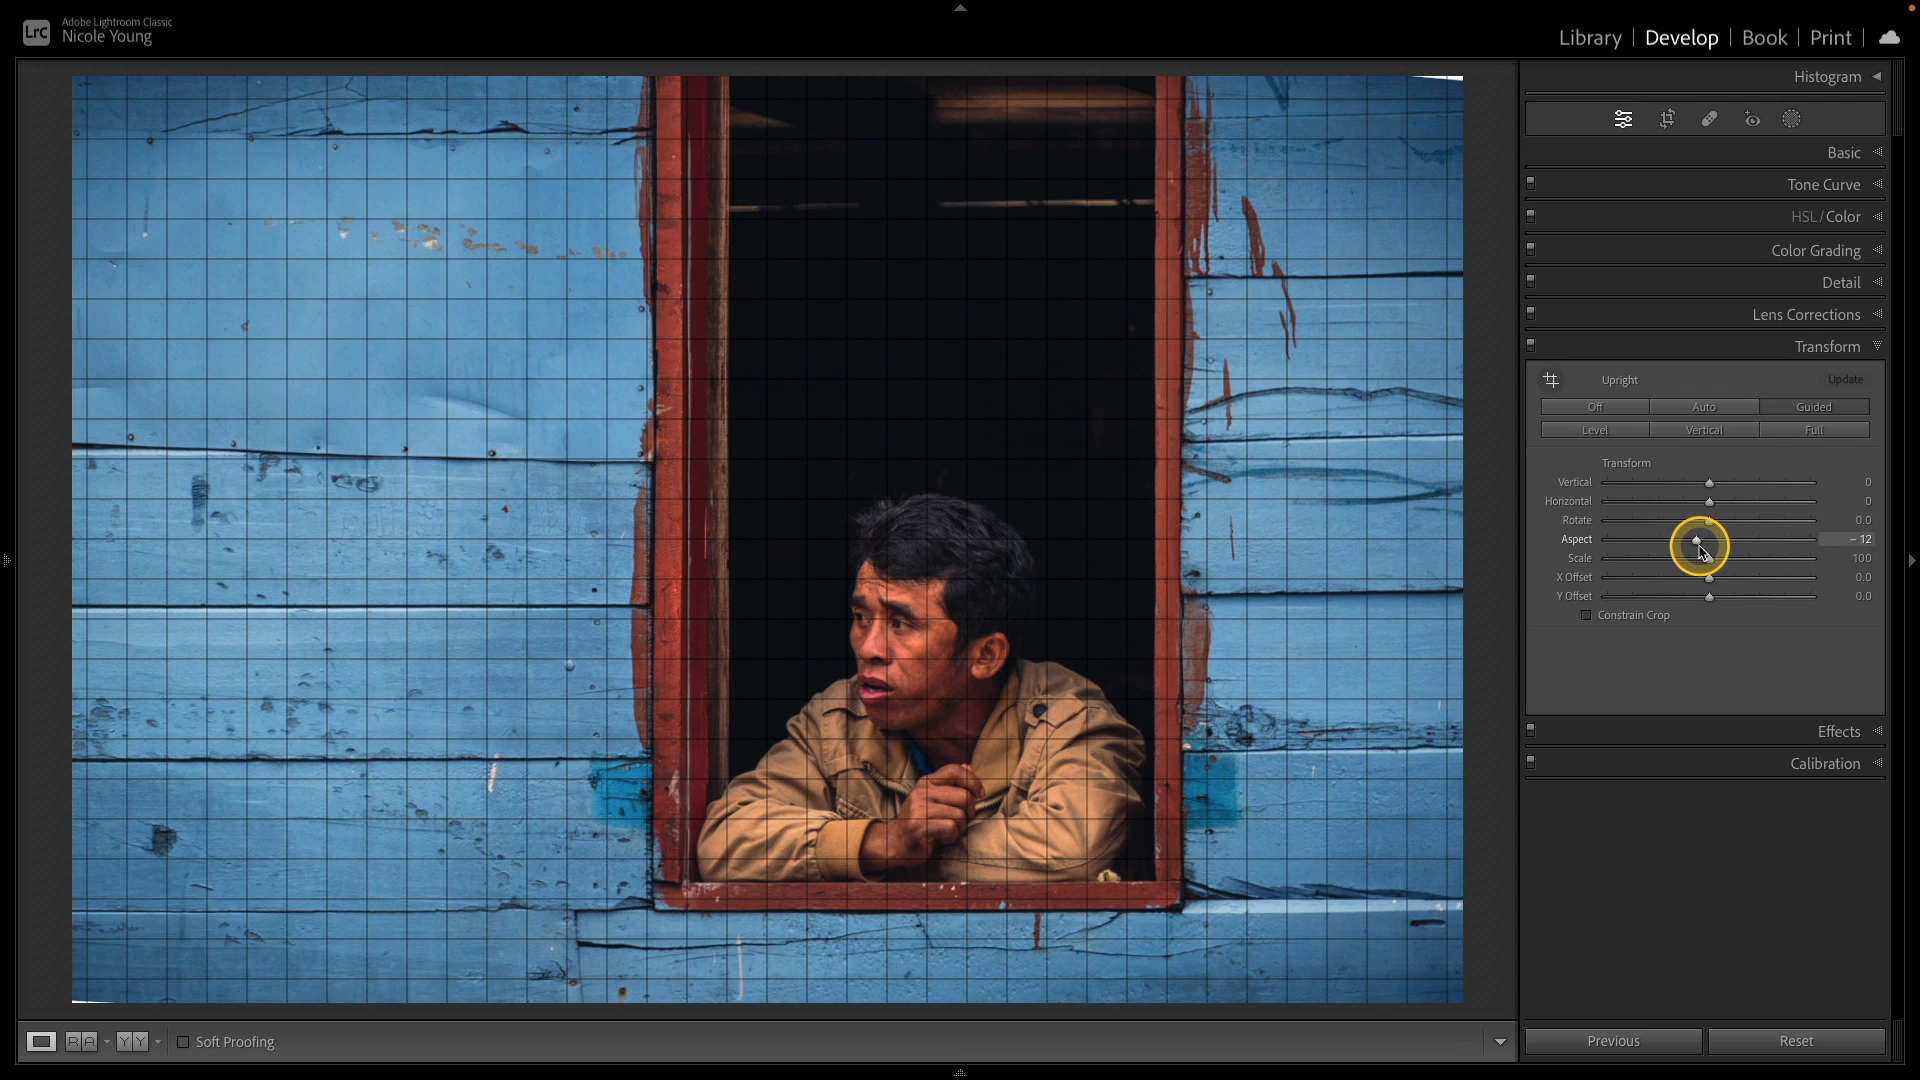 LrC
Adobe Lightroom Classic
Nicole Young
Library | Develop | Book | Print |
Histogram
Basic
Tone Curve
HSL / Color
Color Grading
Detail
Lens Corrections
Transform
Upright Update
Off Auto Guided
Level Vertical Full
Transform
Vertical 0
Horizontal 0
Rotate 0.0
Aspect – 12
Scale 100
X Offset 0.0
Y Offset 0.0
Constrain Crop
Effects
Calibration
R A Y Y Soft Proofing
Previous Reset